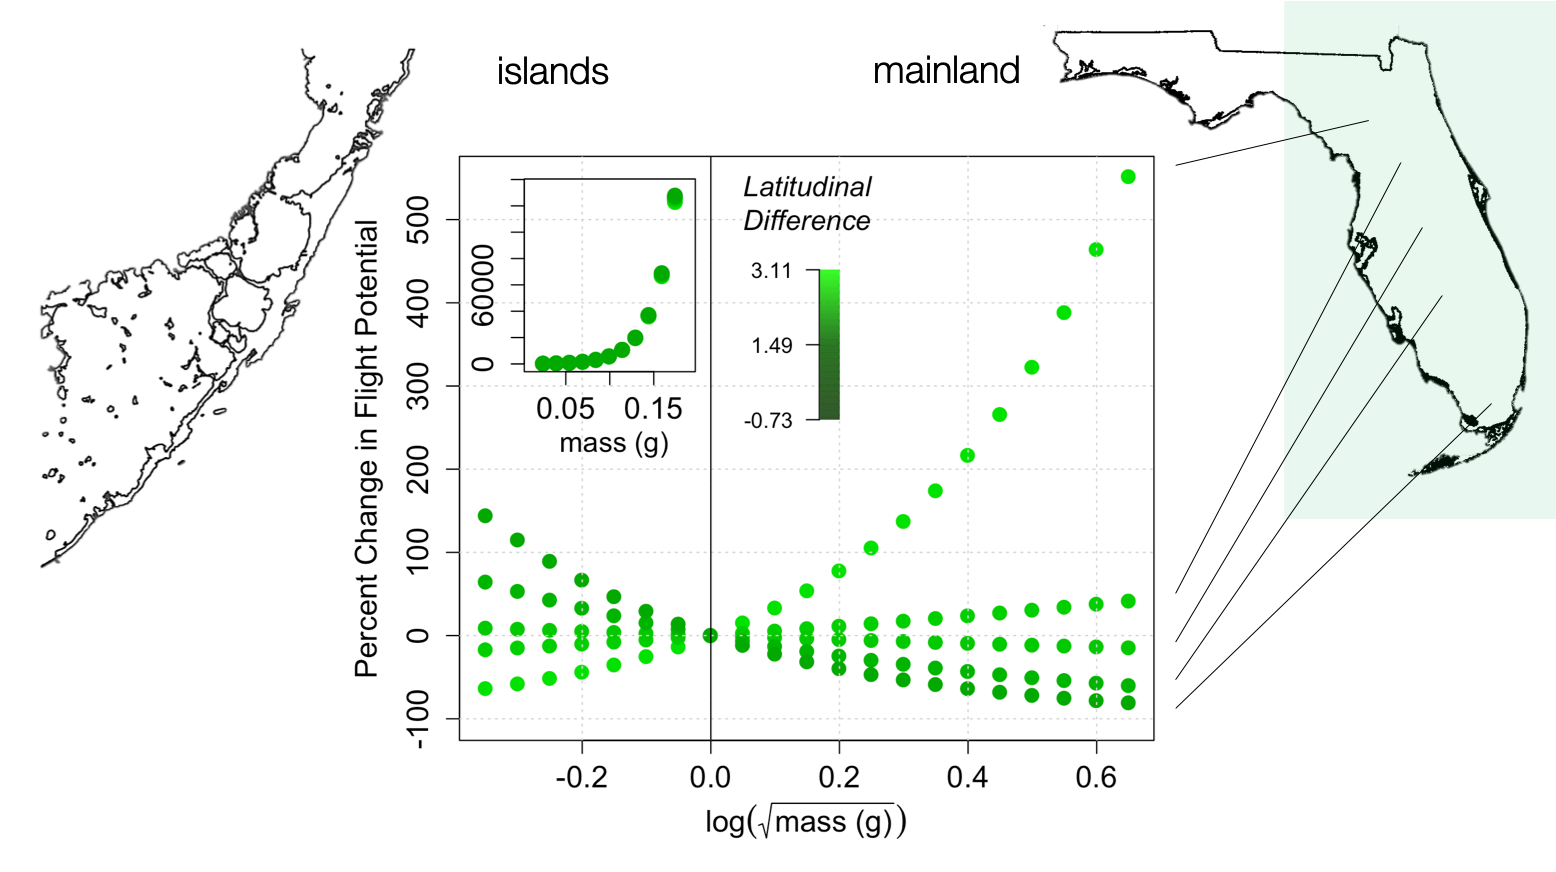 islands
mainland
Latitudinal
Difference
3.11
1.49
-0.73
Percent Change in Flight Potential
500
400
300
200
100
0
-100
60000
0
0.05
0.15
mass (g)
-0.2
0.0
0.2
0.4
0.6
log(√mass (g))